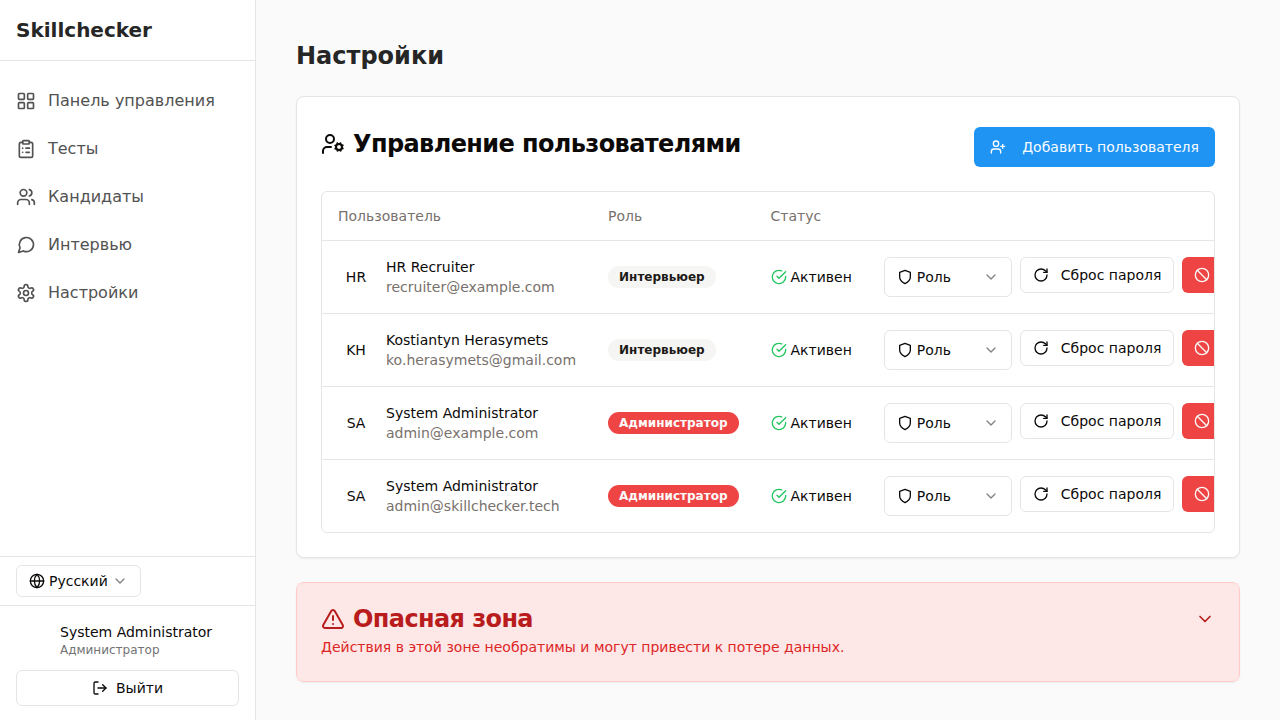 Skillchecker
Панель управления
Тесты
Кандидаты
Интервью
Настройки
Русский
System Administrator
Администратор
Выйти
Настройки
Управление пользователями
Добавить пользователя
Пользователь Роль Статус
HR HR Recruiter recruiter@example.com Интервьюер Активен Роль Сброс пароля
KH Kostiantyn Herasymets ko.herasymets@gmail.com Интервьюер Активен Роль Сброс пароля
SA System Administrator admin@example.com Администратор Активен Роль Сброс пароля
SA System Administrator admin@skillchecker.tech Администратор Активен Роль Сброс пароля
Опасная зона
Действия в этой зоне необратимы и могут привести к потере данных.